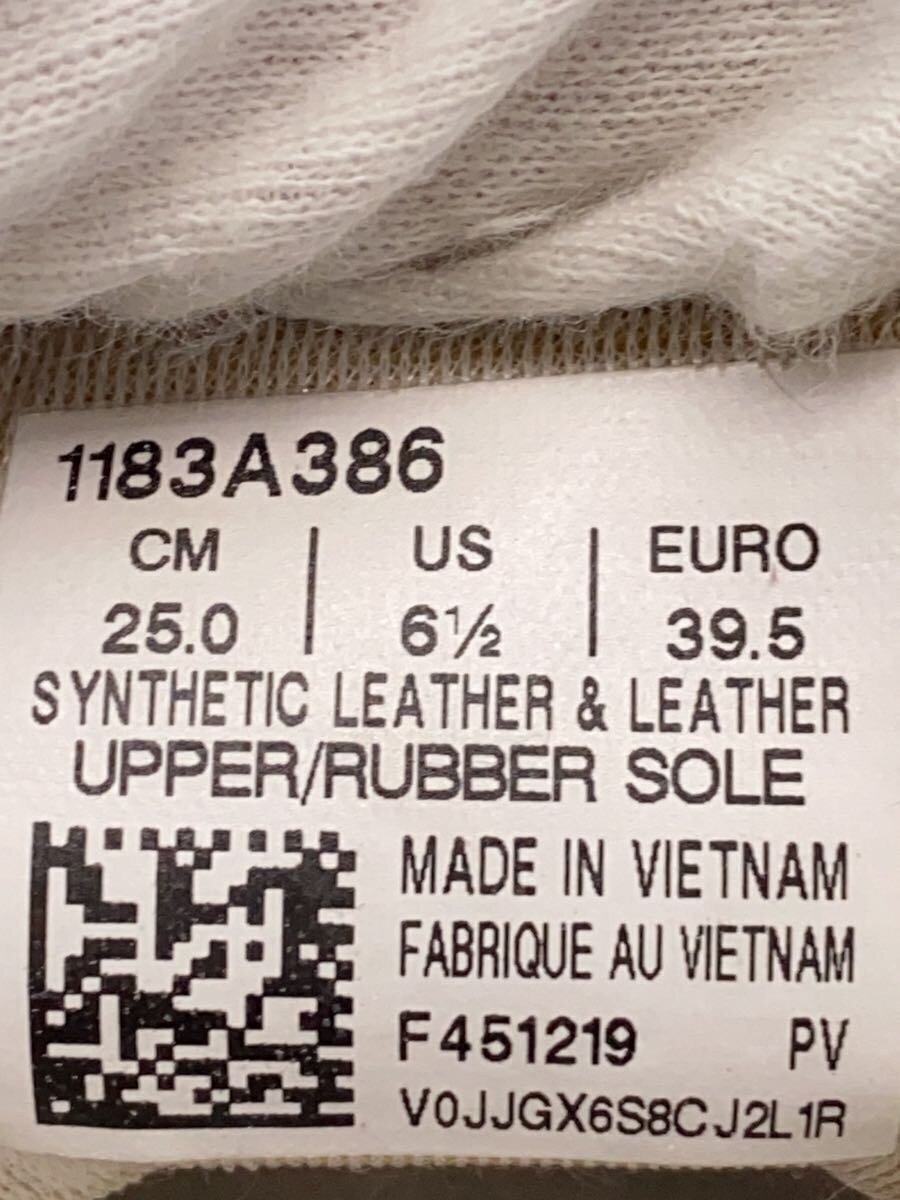 1183A386
CM | US | EURO
25.0 | 6½ | 39.5
SYNTHETIC LEATHER & LEATHER
UPPER/RUBBER SOLE
MADE IN VIETNAM
FABRIQUE AU VIETNAM
F451219 PV
V0JJGX6S8CJ2L1R